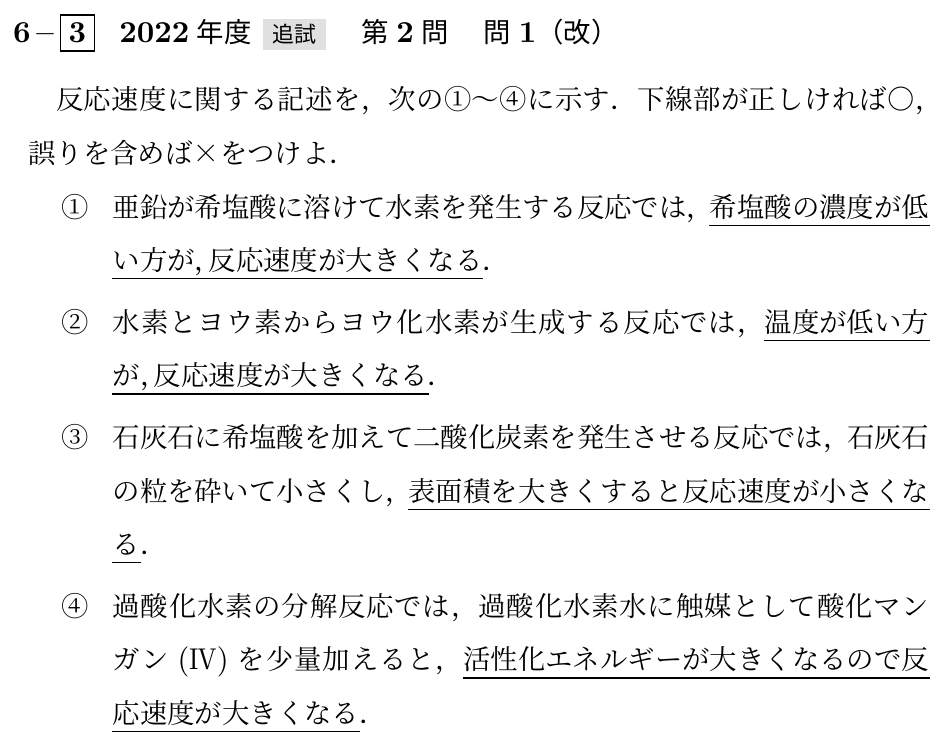 6－3 2022年度 追試 第2問 問1（改）
反応速度に関する記述を，次の①～④に示す．下線部が正しければ○，
誤りを含めば×をつけよ．
① 亜鉛が希塩酸に溶けて水素を発生する反応では，希塩酸の濃度が低
い方が，反応速度が大きくなる．
② 水素とヨウ素からヨウ化水素が生成する反応では，温度が低い方
が，反応速度が大きくなる．
③ 石灰石に希塩酸を加えて二酸化炭素を発生させる反応では，石灰石
の粒を砕いて小さくし，表面積を大きくすると反応速度が小さくな
る．
④ 過酸化水素の分解反応では，過酸化水素水に触媒として酸化マン
ガン (IV) を少量加えると，活性化エネルギーが大きくなるので反
応速度が大きくなる．